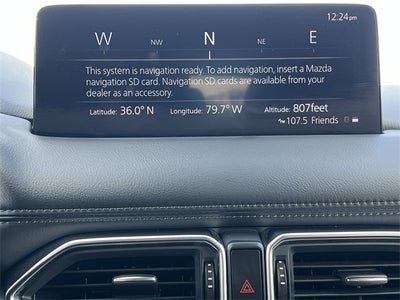 12:24pm
W NW N NE E
This system is navigation ready. To add navigation, insert a Mazda
navigation SD card. Navigation SD cards are available from your
dealer as an accessory.
Latitude: 36.0° N Longitude: 79.7° W Altitude: 807feet
107.5 Friends